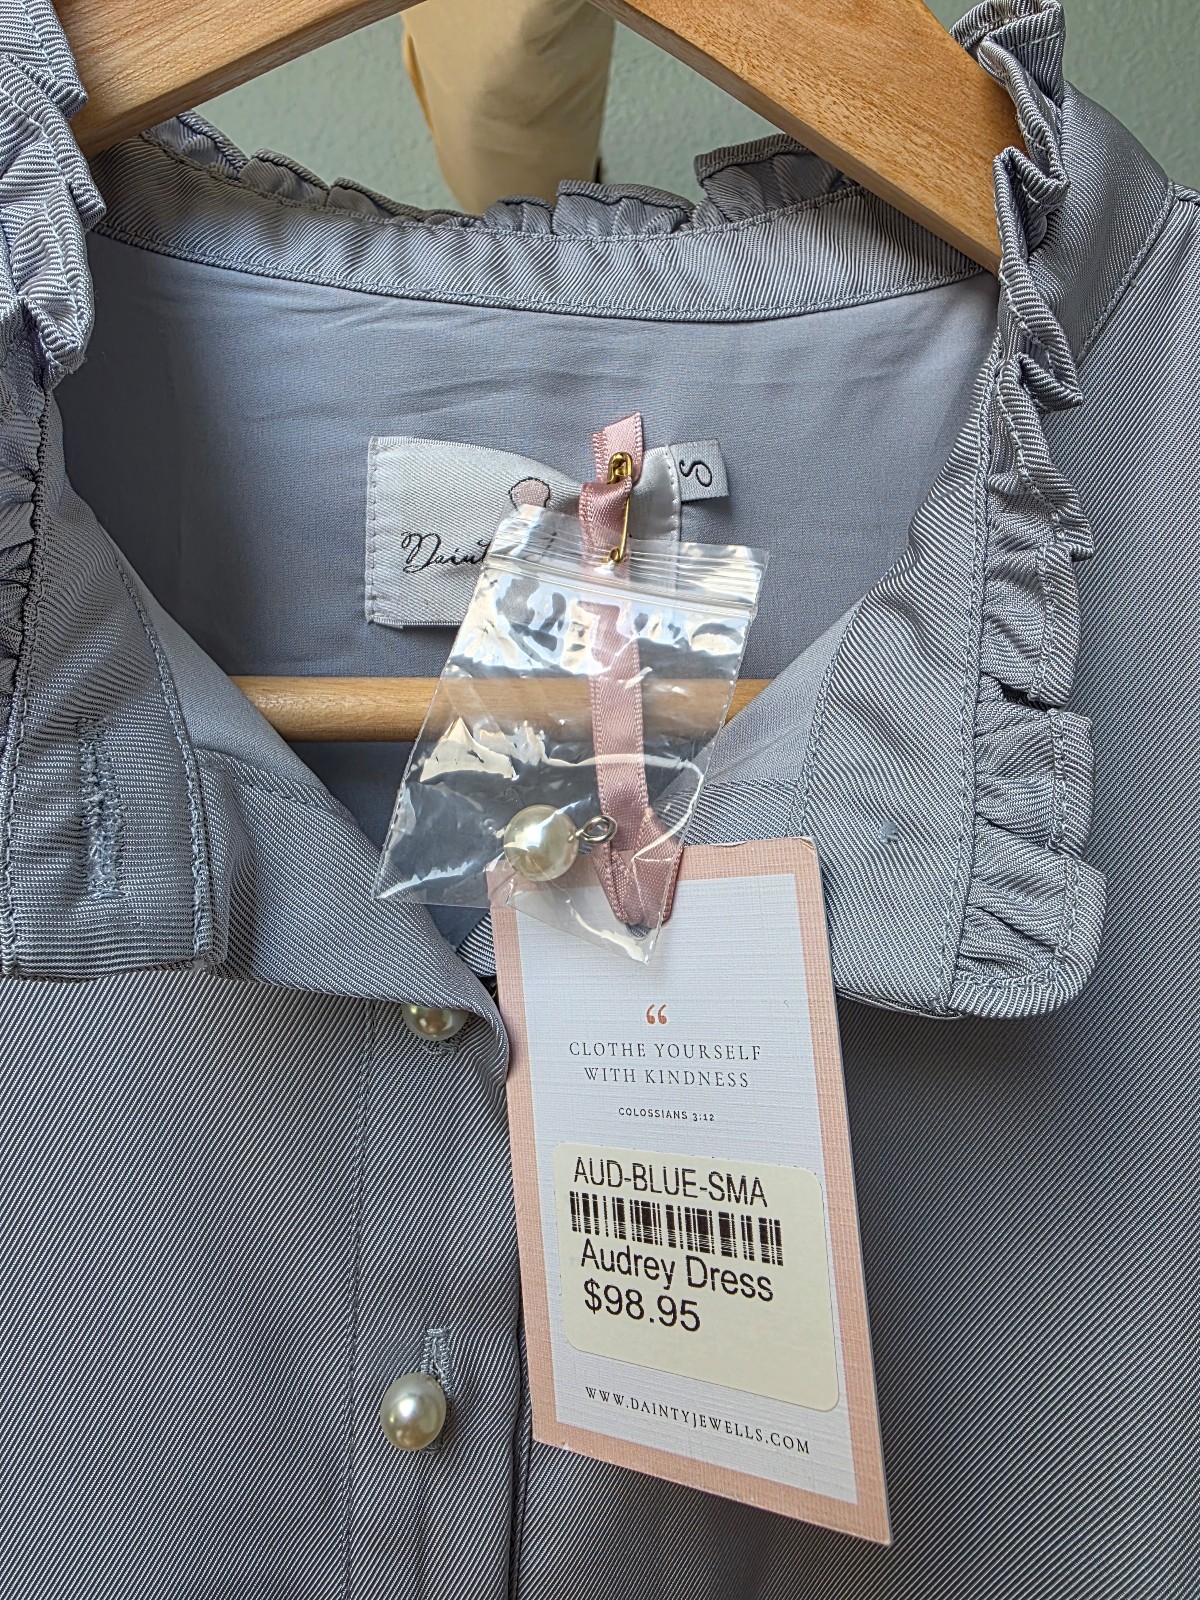 S
“
CLOTHE YOURSELF
WITH KINDNESS
COLOSSIANS 3:12
AUD-BLUE-SMA
Audrey Dress
$98.95
WWW.DAINTYJEWELLS.COM